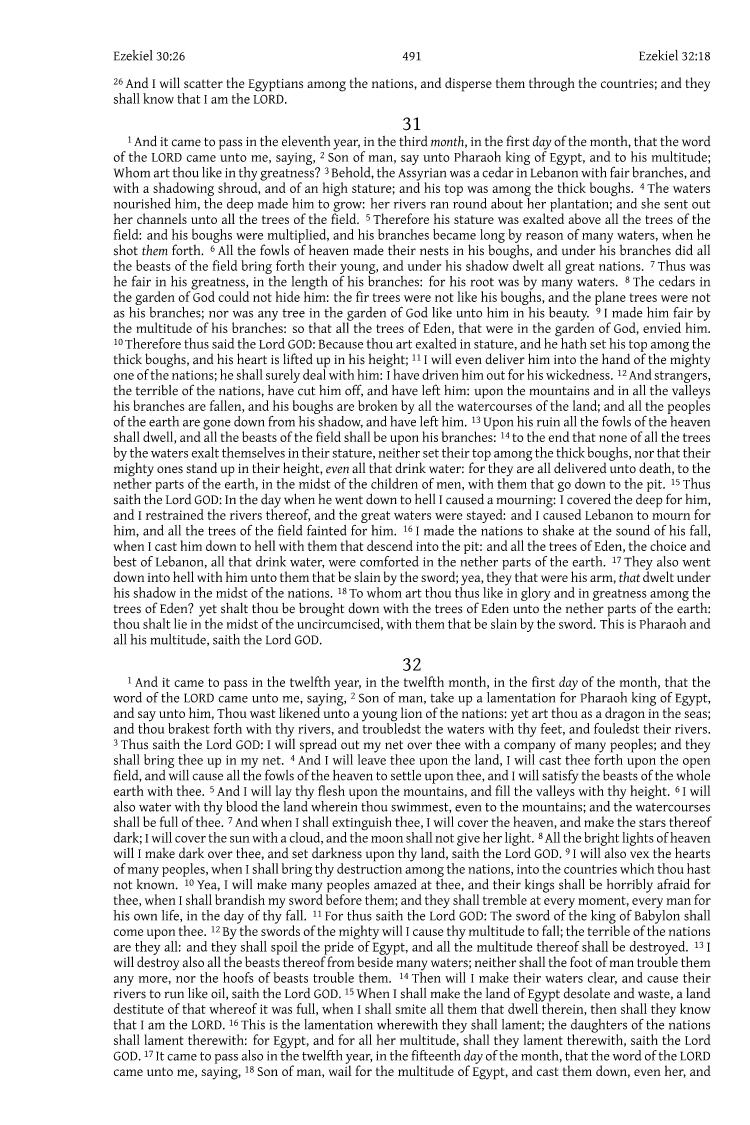 Ezekiel 30:26 491 Ezekiel 32:18
26 And I will scatter the Egyptians among the nations, and disperse them through the countries; and they
shall know that I am the LORD.
31
1 And it came to pass in the eleventh year, in the third month, in the first day of the month, that the word
of the LORD came unto me, saying, 2 Son of man, say unto Pharaoh king of Egypt, and to his multitude;
Whom art thou like in thy greatness? 3 Behold, the Assyrian was a cedar in Lebanon with fair branches, and
with a shadowing shroud, and of an high stature; and his top was among the thick boughs. 4 The waters
nourished him, the deep made him to grow: her rivers ran round about her plantation; and she sent out
her channels unto all the trees of the field. 5 Therefore his stature was exalted above all the trees of the
field: and his boughs were multiplied, and his branches became long by reason of many waters, when he
shot them forth. 6 All the fowls of heaven made their nests in his boughs, and under his branches did all
the beasts of the field bring forth their young, and under his shadow dwelt all great nations. 7 Thus was
he fair in his greatness, in the length of his branches: for his root was by many waters. 8 The cedars in
the garden of God could not hide him: the fir trees were not like his boughs, and the plane trees were not
as his branches; nor was any tree in the garden of God like unto him in his beauty. 9 I made him fair by
the multitude of his branches: so that all the trees of Eden, that were in the garden of God, envied him.
10 Therefore thus said the Lord GOD: Because thou art exalted in stature, and he hath set his top among the
thick boughs, and his heart is lifted up in his height; 11 I will even deliver him into the hand of the mighty
one of the nations; he shall surely deal with him: I have driven him out for his wickedness. 12 And strangers,
the terrible of the nations, have cut him off, and have left him: upon the mountains and in all the valleys
his branches are fallen, and his boughs are broken by all the watercourses of the land; and all the peoples
of the earth are gone down from his shadow, and have left him. 13 Upon his ruin all the fowls of the heaven
shall dwell, and all the beasts of the field shall be upon his branches: 14 to the end that none of all the trees
by the waters exalt themselves in their stature, neither set their top among the thick boughs, nor that their
mighty ones stand up in their height, even all that drink water: for they are all delivered unto death, to the
nether parts of the earth, in the midst of the children of men, with them that go down to the pit. 15 Thus
saith the Lord GOD: In the day when he went down to hell I caused a mourning: I covered the deep for him,
and I restrained the rivers thereof, and the great waters were stayed: and I caused Lebanon to mourn for
him, and all the trees of the field fainted for him. 16 I made the nations to shake at the sound of his fall,
when I cast him down to hell with them that descend into the pit: and all the trees of Eden, the choice and
best of Lebanon, all that drink water, were comforted in the nether parts of the earth. 17 They also went
down into hell with him unto them that be slain by the sword; yea, they that were his arm, that dwelt under
his shadow in the midst of the nations. 18 To whom art thou thus like in glory and in greatness among the
trees of Eden? yet shalt thou be brought down with the trees of Eden unto the nether parts of the earth:
thou shalt lie in the midst of the uncircumcised, with them that be slain by the sword. This is Pharaoh and
all his multitude, saith the Lord GOD.
32
1 And it came to pass in the twelfth year, in the twelfth month, in the first day of the month, that the
word of the LORD came unto me, saying, 2 Son of man, take up a lamentation for Pharaoh king of Egypt,
and say unto him, Thou wast likened unto a young lion of the nations: yet art thou as a dragon in the seas;
and thou brakest forth with thy rivers, and troubledst the waters with thy feet, and fouledst their rivers.
3 Thus saith the Lord GOD: I will spread out my net over thee with a company of many peoples; and they
shall bring thee up in my net. 4 And I will leave thee upon the land, I will cast thee forth upon the open
field, and will cause all the fowls of the heaven to settle upon thee, and I will satisfy the beasts of the whole
earth with thee. 5 And I will lay thy flesh upon the mountains, and fill the valleys with thy height. 6 I will
also water with thy blood the land wherein thou swimmest, even to the mountains; and the watercourses
shall be full of thee. 7 And when I shall extinguish thee, I will cover the heaven, and make the stars thereof
dark; I will cover the sun with a cloud, and the moon shall not give her light. 8 All the bright lights of heaven
will I make dark over thee, and set darkness upon thy land, saith the Lord GOD. 9 I will also vex the hearts
of many peoples, when I shall bring thy destruction among the nations, into the countries which thou hast
not known. 10 Yea, I will make many peoples amazed at thee, and their kings shall be horribly afraid for
thee, when I shall brandish my sword before them; and they shall tremble at every moment, every man for
his own life, in the day of thy fall. 11 For thus saith the Lord GOD: The sword of the king of Babylon shall
come upon thee. 12 By the swords of the mighty will I cause thy multitude to fall; the terrible of the nations
are they all: and they shall spoil the pride of Egypt, and all the multitude thereof shall be destroyed. 13 I
will destroy also all the beasts thereof from beside many waters; neither shall the foot of man trouble them
any more, nor the hoofs of beasts trouble them. 14 Then will I make their waters clear, and cause their
rivers to run like oil, saith the Lord GOD. 15 When I shall make the land of Egypt desolate and waste, a land
destitute of that whereof it was full, when I shall smite all them that dwell therein, then shall they know
that I am the LORD. 16 This is the lamentation wherewith they shall lament; the daughters of the nations
shall lament therewith: for Egypt, and for all her multitude, shall they lament therewith, saith the Lord
GOD. 17 It came to pass also in the twelfth year, in the fifteenth day of the month, that the word of the LORD
came unto me, saying, 18 Son of man, wail for the multitude of Egypt, and cast them down, even her, and